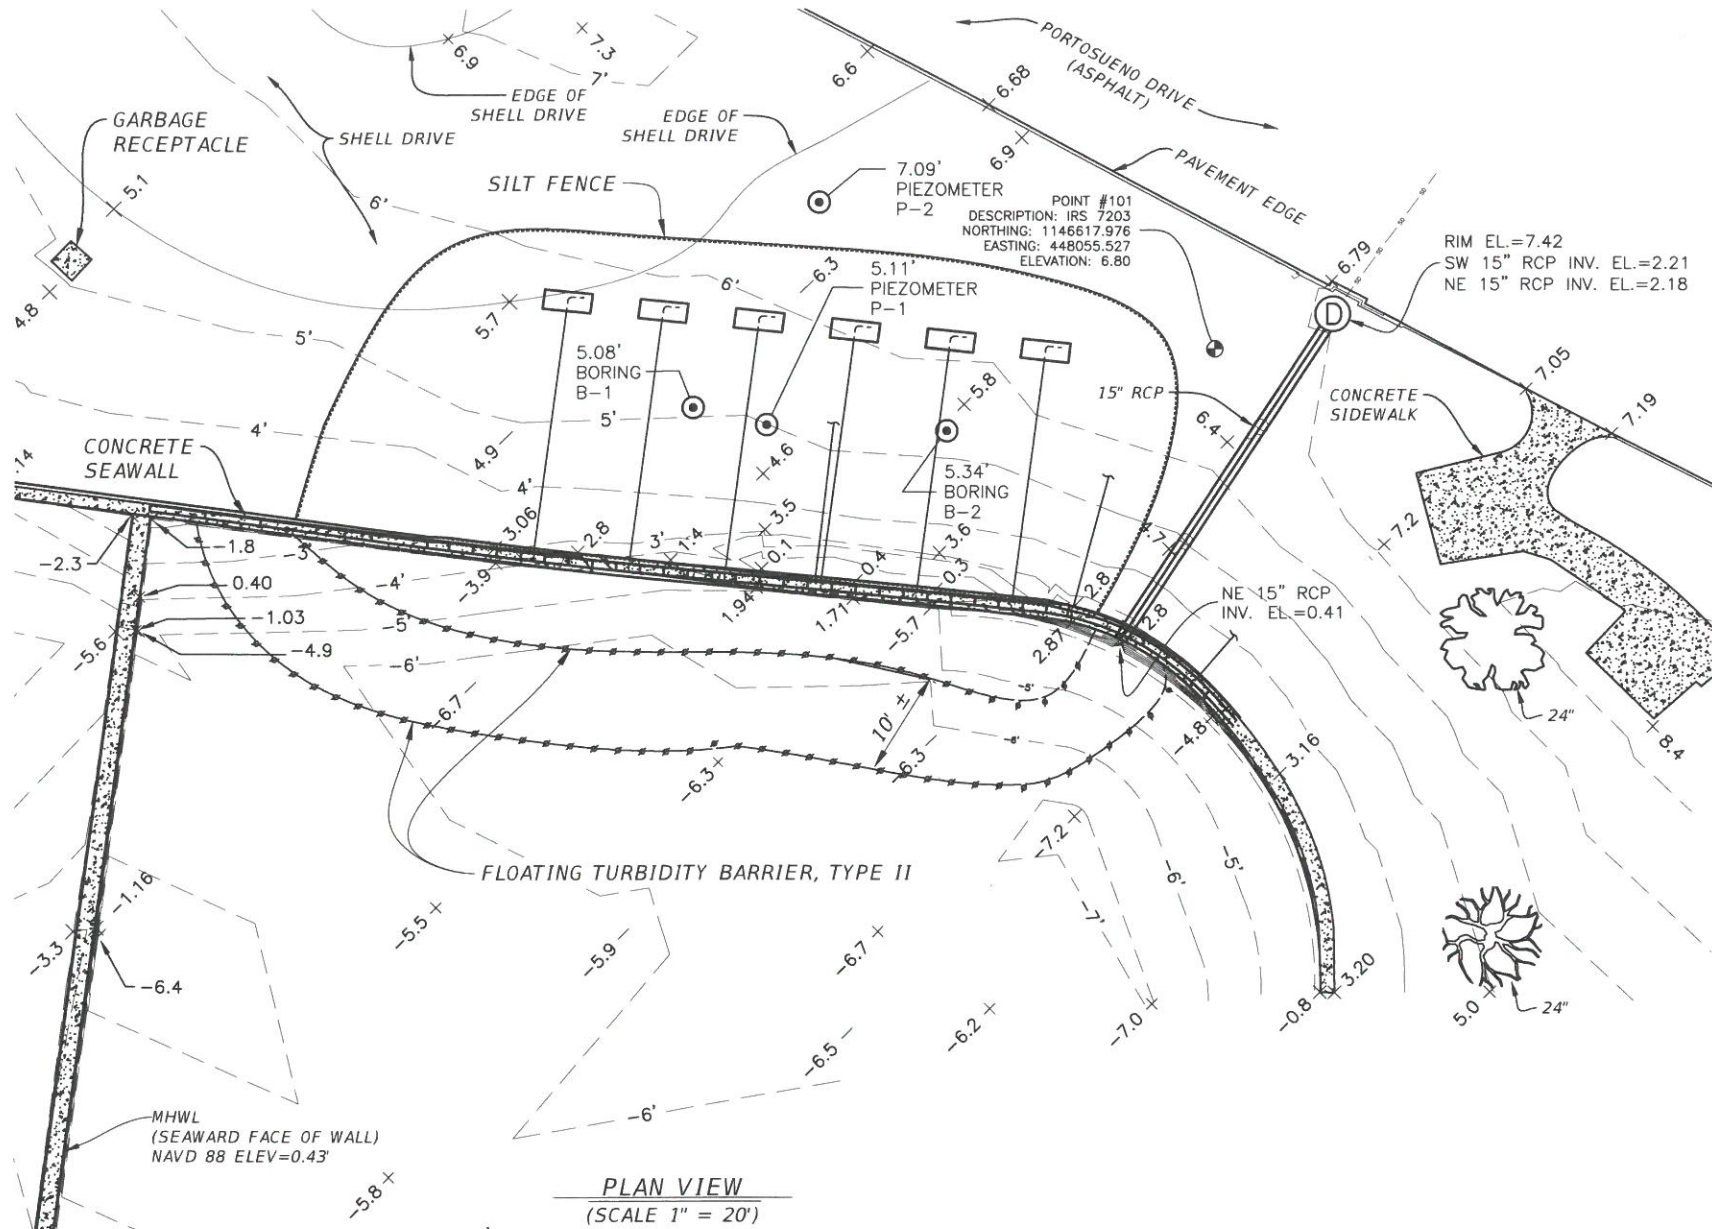 PORTOSUENO DRIVE
(ASPHALT)
6.6
6.68
6.9
7.3
7'
6.9
EDGE OF
SHELL DRIVE
EDGE OF
SHELL DRIVE
GARBAGE
RECEPTACLE
SHELL DRIVE
PAVEMENT EDGE
SILT FENCE
7.09'
PIEZOMETER
P-2
POINT #101
DESCRIPTION: IRS 7203
NORTHING: 1146617.976
EASTING: 448055.527
ELEVATION: 6.80
5.1
6'
6.79
RIM EL.=7.42
SW 15" RCP INV. EL.=2.21
NE 15" RCP INV. EL.=2.18
D
4.8
5.7
6'
6.3
5.11'
PIEZOMETER
P-1
5'
5.08'
BORING
B-1
5.8
15" RCP
CONCRETE
SIDEWALK
7.05
7.19
4'
5'
6.4
CONCRETE
SEAWALL
.14
4.9
4.6
5.34'
BORING
B-2
4'
3.06
2.8
3'
1.4
3.5
0.1
0.4
3.6
0.3
4.7
7.2
-2.3
-1.8
-3'
-3.9
-4'
0.40
-1.03
-4.9
-5.6
-5'
1.94
1.71
-5.7
2.8
2.8
2.87
NE 15" RCP
INV. EL.=0.41
-6'
-5'
6.7
10' ±
-6'
-6.3
-6.3
-4.8
3.16
24"
8.4
FLOATING TURBIDITY BARRIER, TYPE II
-7.2
-5'
-6'
-7'
-1.16
-3.3
-6.4
-5.5
-5.9
-6.7
-6.5
-6.2
-7.0
-0.8
3.20
5.0
24"
-6'
MHWL
(SEAWARD FACE OF WALL)
NAVD 88 ELEV=0.43'
-5.8
PLAN VIEW
(SCALE 1" = 20')